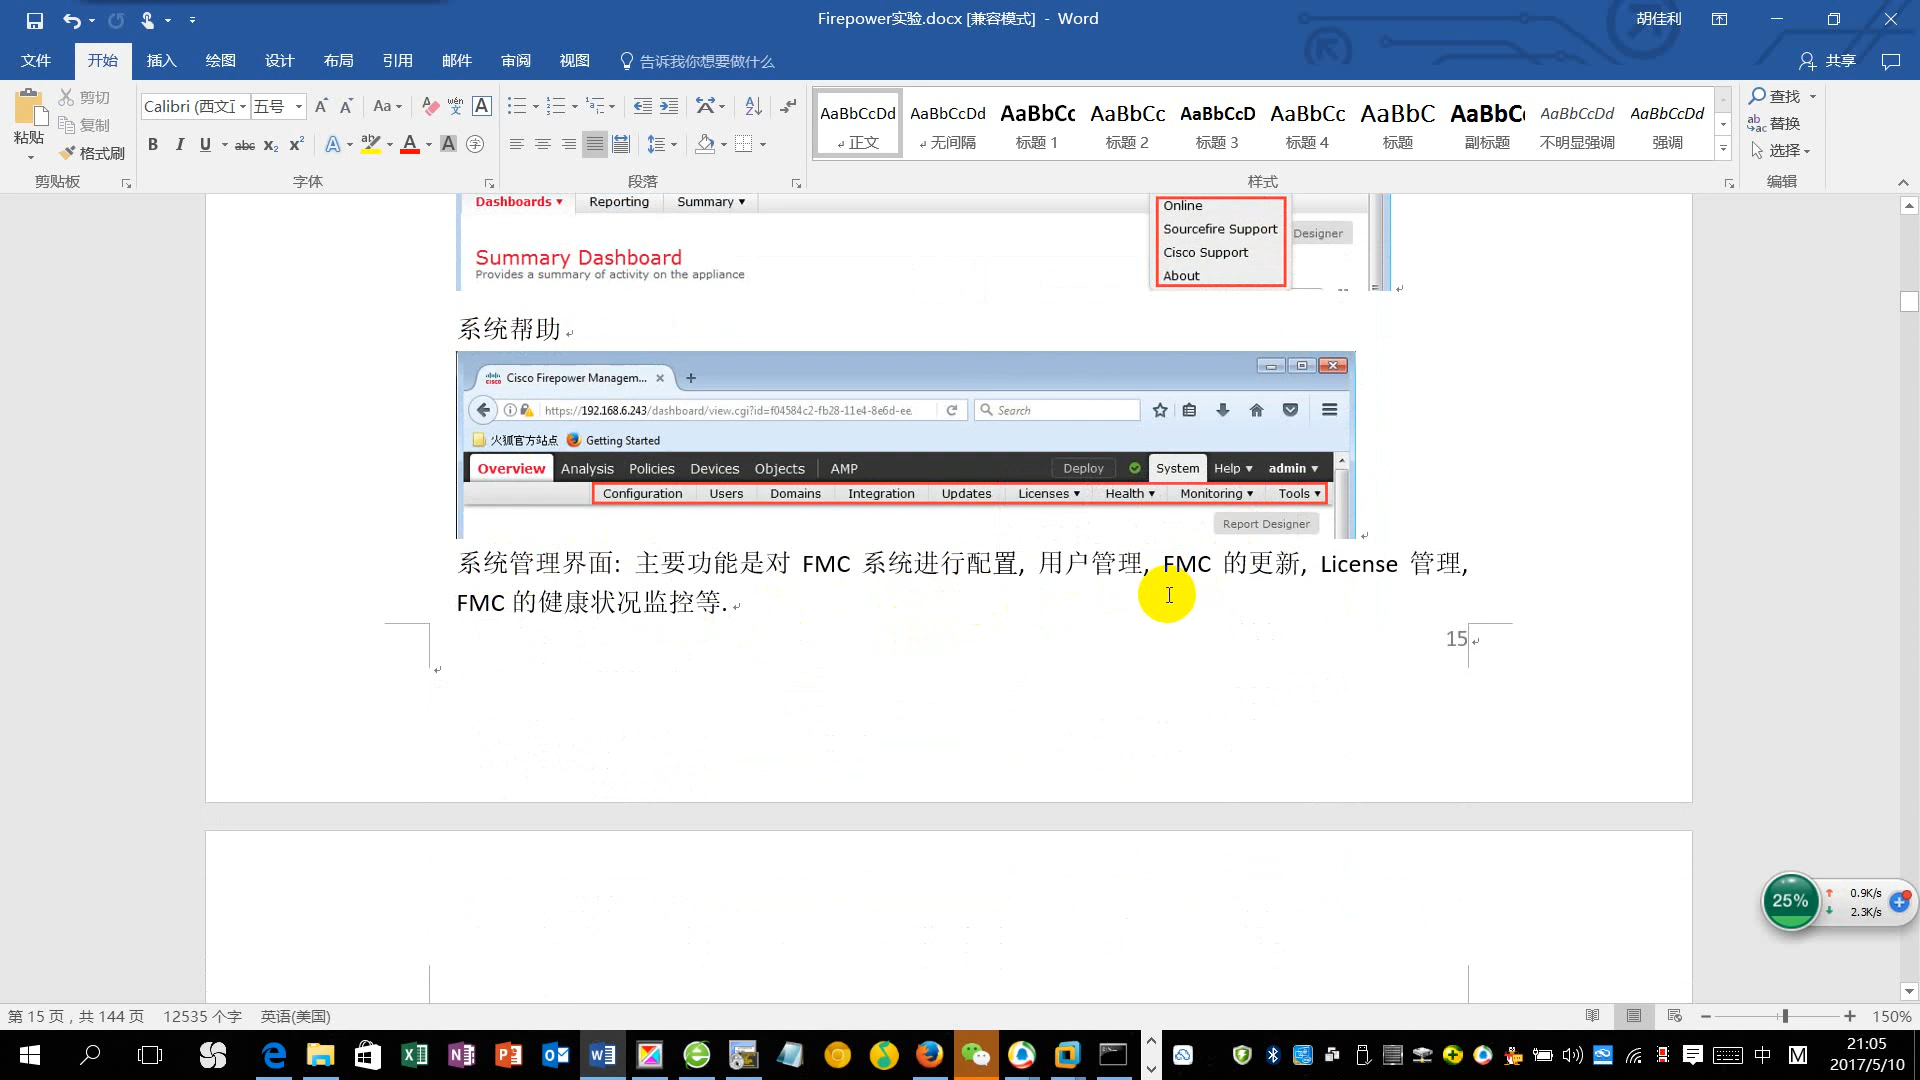 Firepower实验.docx [兼容模式] - Word
胡佳利
文件 开始 插入 绘图 设计 布局 引用 邮件 审阅 视图 告诉我你想要做什么
共享
粘贴 剪切 复制 格式刷
Calibri (西文正 五号
AaBbCcDd AaBbCcDd AaBbCc AaBbCc AaBbCcD AaBbCc AaBbC AaBbC AaBbCcDd AaBbCcDd
正文 无间隔 标题 1 标题 2 标题 3 标题 4 标题 副标题 不明显强调 强调
查找
替换
选择
剪贴板 字体 段落 样式 编辑
Dashboards Reporting Summary
Online
Sourcefire Support
Cisco Support
About
Designer
Summary Dashboard
Provides a summary of activity on the appliance
系统帮助
Cisco Firepower Managem...
https://192.168.6.243/dashboard/view.cgi?id=f04584c2-fb28-11e4-8e6d-ee.
Search
火狐官方站点 Getting Started
Overview Analysis Policies Devices Objects AMP Deploy System Help admin
Configuration Users Domains Integration Updates Licenses Health Monitoring Tools
Report Designer
系统管理界面: 主要功能是对 FMC 系统进行配置, 用户管理, FMC 的更新, License 管理,
FMC 的健康状况监控等.
15
25%
0.9K/s
2.3K/s
第 15 页，共 144 页 12535 个字 英语(美国)
150%
中 M
21:05
2017/5/10